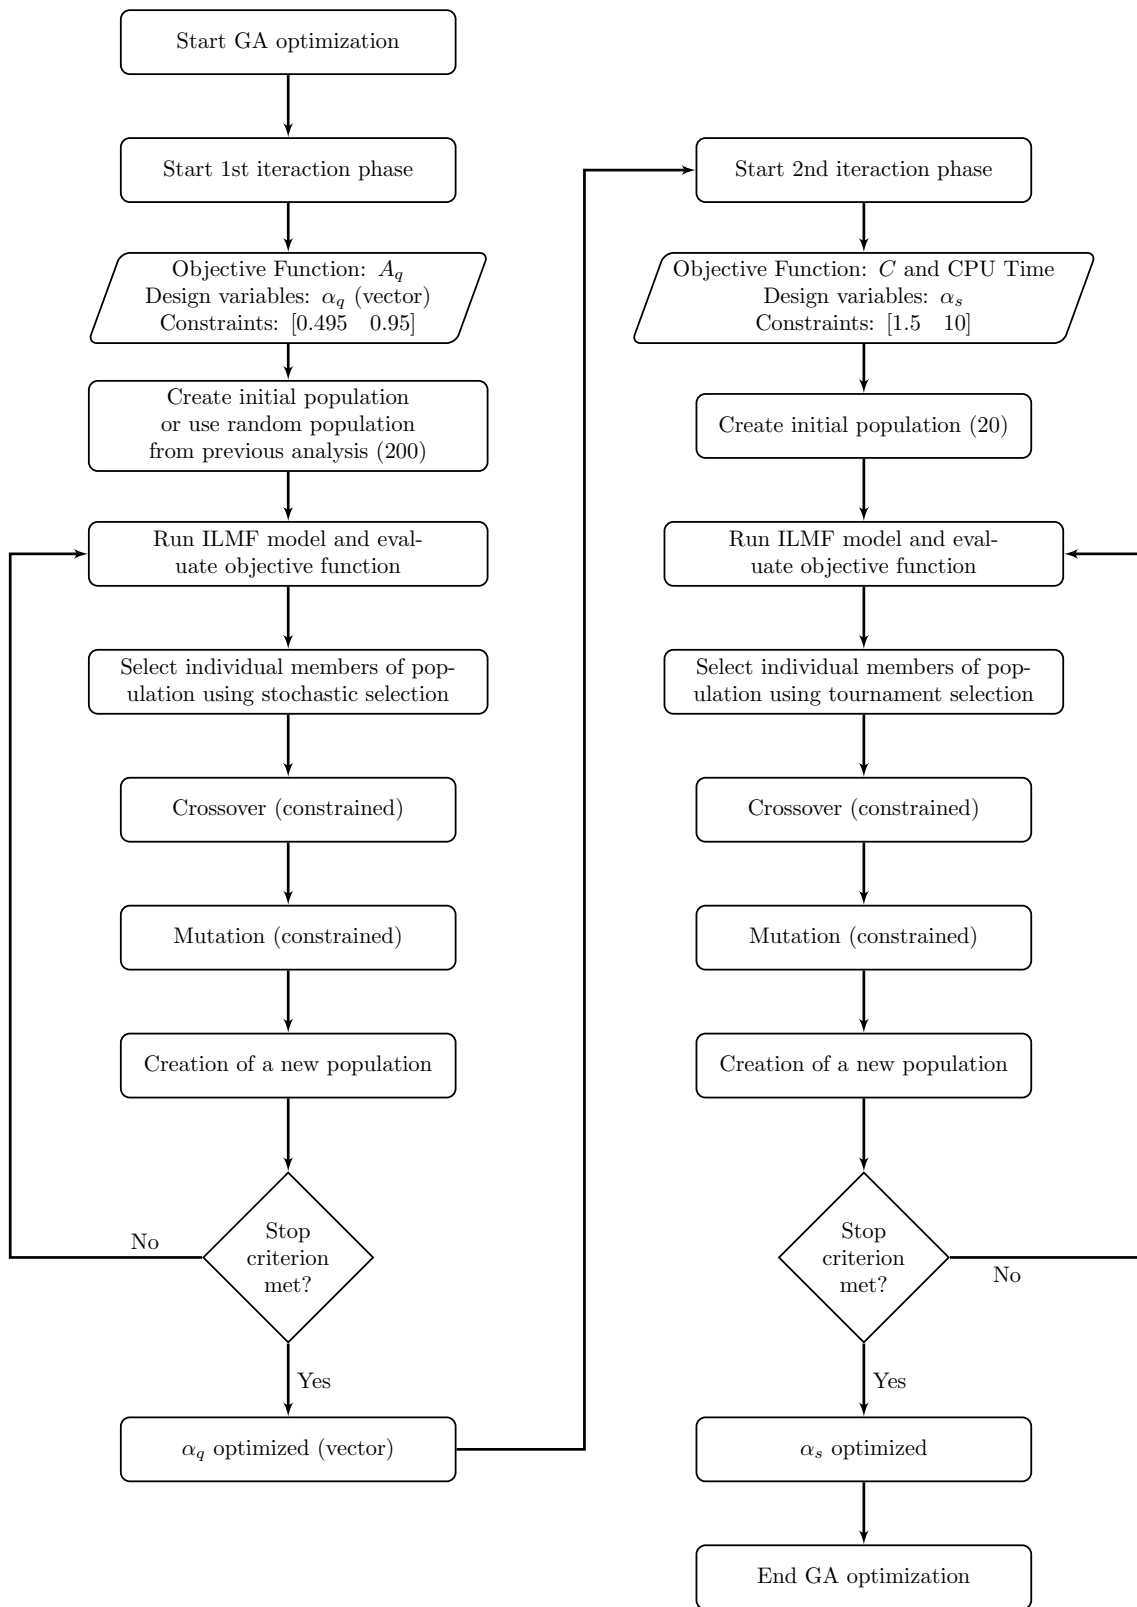 Start GA optimization
Start 1st iteraction phase
Objective Function: A_q
Design variables: α_q (vector)
Constraints: [0.495 0.95]
Create initial population
or use random population
from previous analysis (200)
Run ILMF model and eval-
uate objective function
Select individual members of pop-
ulation using stochastic selection
Crossover (constrained)
Mutation (constrained)
Creation of a new population
Stop
criterion
met?
No
Yes
α_q optimized (vector)
Start 2nd iteraction phase
Objective Function: C and CPU Time
Design variables: α_s
Constraints: [1.5 10]
Create initial population (20)
Run ILMF model and eval-
uate objective function
Select individual members of pop-
ulation using tournament selection
Crossover (constrained)
Mutation (constrained)
Creation of a new population
Stop
criterion
met?
No
Yes
α_s optimized
End GA optimization